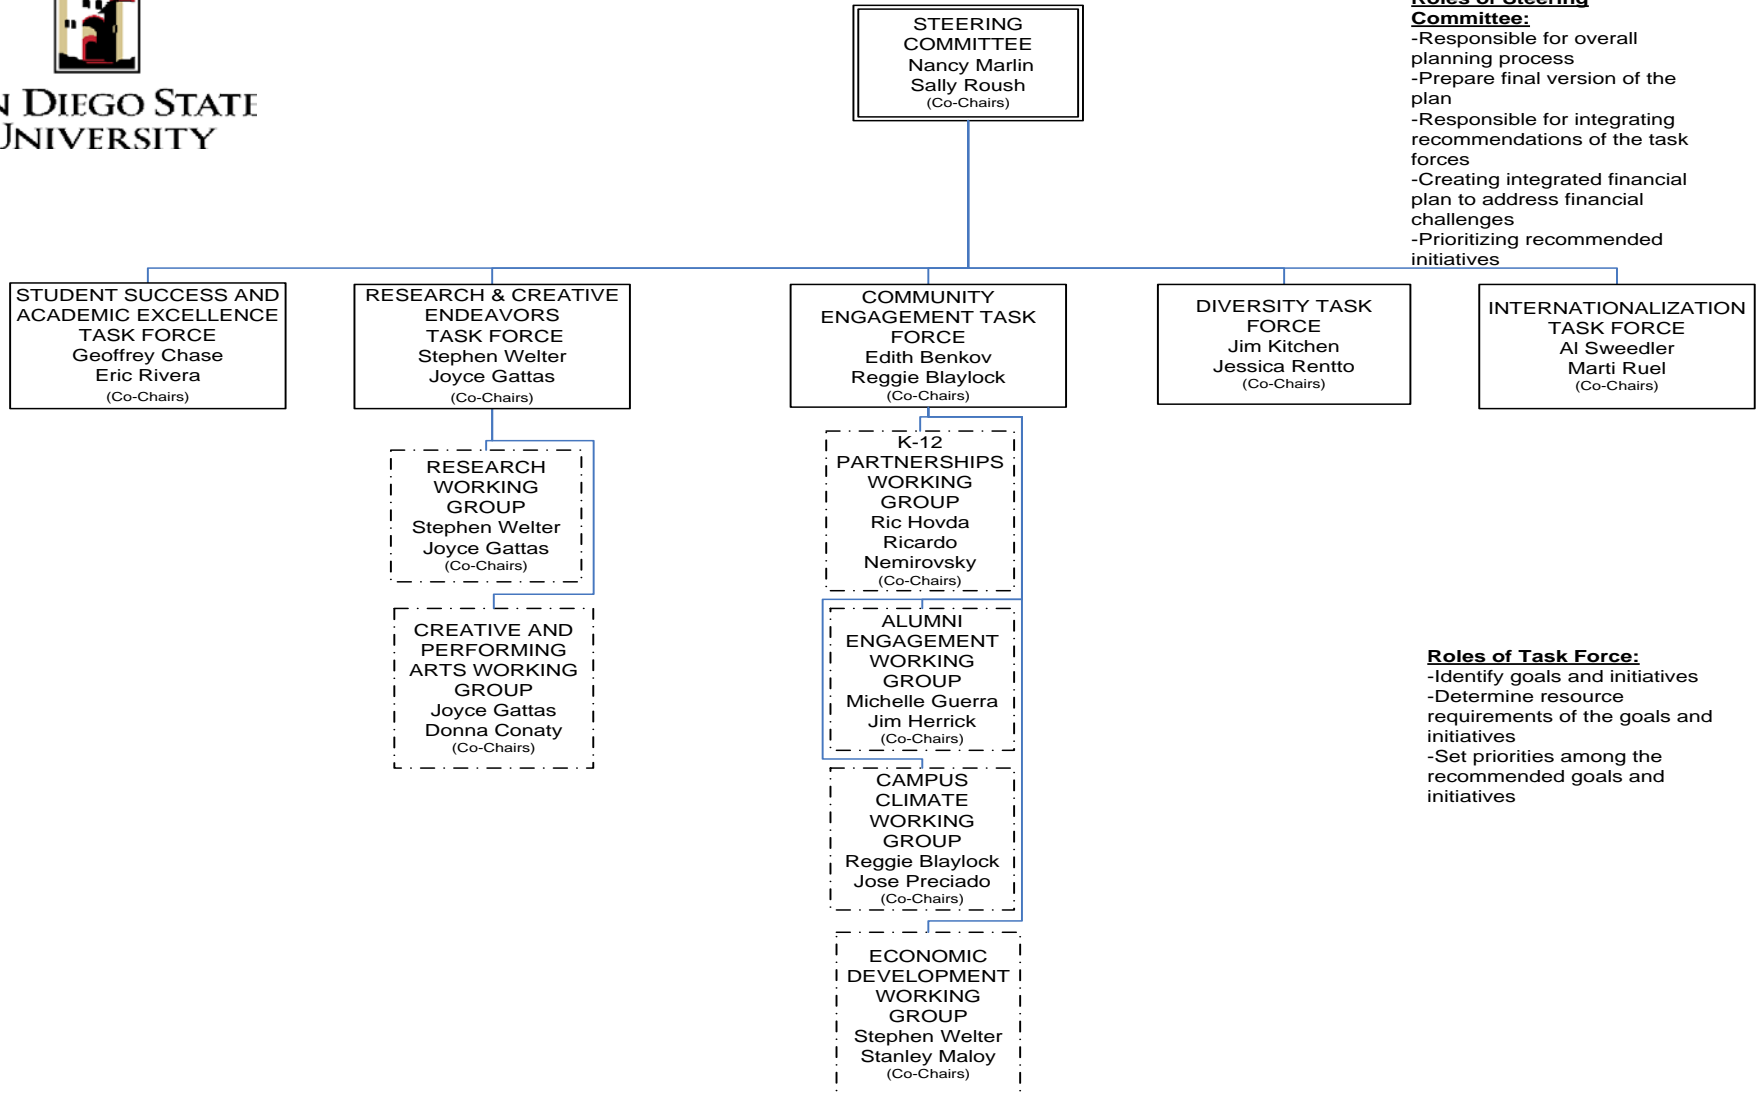 DIEGO STATE
UNIVERSITY
STEERING
COMMITTEE
Nancy Marlin
Sally Roush
(Co-Chairs)
Roles of Steering
Committee:
-Responsible for overall
planning process
-Prepare final version of the
plan
-Responsible for integrating
recommendations of the task
forces
-Creating integrated financial
plan to address financial
challenges
-Prioritizing recommended
initiatives
STUDENT SUCCESS AND
ACADEMIC EXCELLENCE
TASK FORCE
Geoffrey Chase
Eric Rivera
(Co-Chairs)
RESEARCH & CREATIVE
ENDEAVORS
TASK FORCE
Stephen Welter
Joyce Gattas
(Co-Chairs)
COMMUNITY
ENGAGEMENT TASK
FORCE
Edith Benkov
Reggie Blaylock
(Co-Chairs)
DIVERSITY TASK
FORCE
Jim Kitchen
Jessica Rentto
(Co-Chairs)
INTERNATIONALIZATION
TASK FORCE
Al Sweedler
Marti Ruel
(Co-Chairs)
RESEARCH
WORKING
GROUP
Stephen Welter
Joyce Gattas
(Co-Chairs)
CREATIVE AND
PERFORMING
ARTS WORKING
GROUP
Joyce Gattas
Donna Conaty
(Co-Chairs)
K-12
PARTNERSHIPS
WORKING
GROUP
Ric Hovda
Ricardo
Nemirovsky
(Co-Chairs)
ALUMNI
ENGAGEMENT
WORKING
GROUP
Michelle Guerra
Jim Herrick
(Co-Chairs)
CAMPUS
CLIMATE
WORKING
GROUP
Reggie Blaylock
Jose Preciado
(Co-Chairs)
ECONOMIC
DEVELOPMENT
WORKING
GROUP
Stephen Welter
Stanley Maloy
(Co-Chairs)
Roles of Task Force:
-Identify goals and initiatives
-Determine resource
requirements of the goals and
initiatives
-Set priorities among the
recommended goals and
initiatives